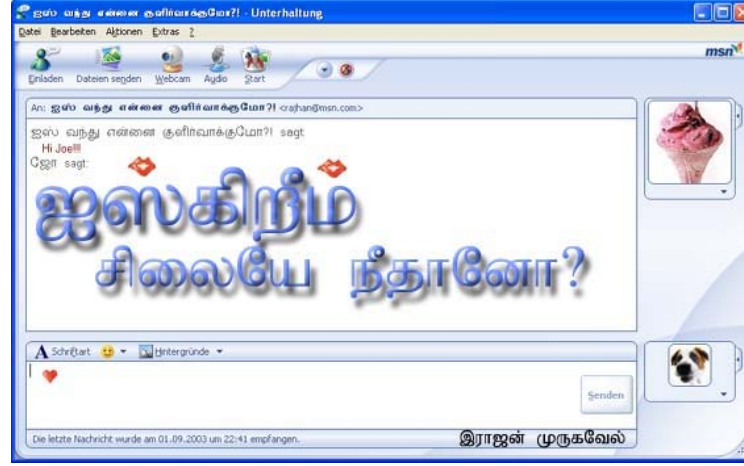 ஐஸ் வந்து என்னை குளிர்வாக்குமோ?! - Unterhaltung
Datei Bearbeiten Aktionen Extras ?
msn
Einladen Dateien senden Webcam Audio Start
An: ஐஸ் வந்து என்னை குளிர்வாக்குமோ?! <rajhan@msn.com>
ஐஸ் வந்து என்னை குளிர்வாக்குமோ?! sagt
Hi Joe!!!
ஜோ sagt:
ஐஸ்கிறீம்
சிலையே நீதானோ?
A Schriftart Hintergründe
Senden
Die letzte Nachricht wurde am 01.09.2003 um 22:41 empfangen.
இராஜன் முருகவேல்